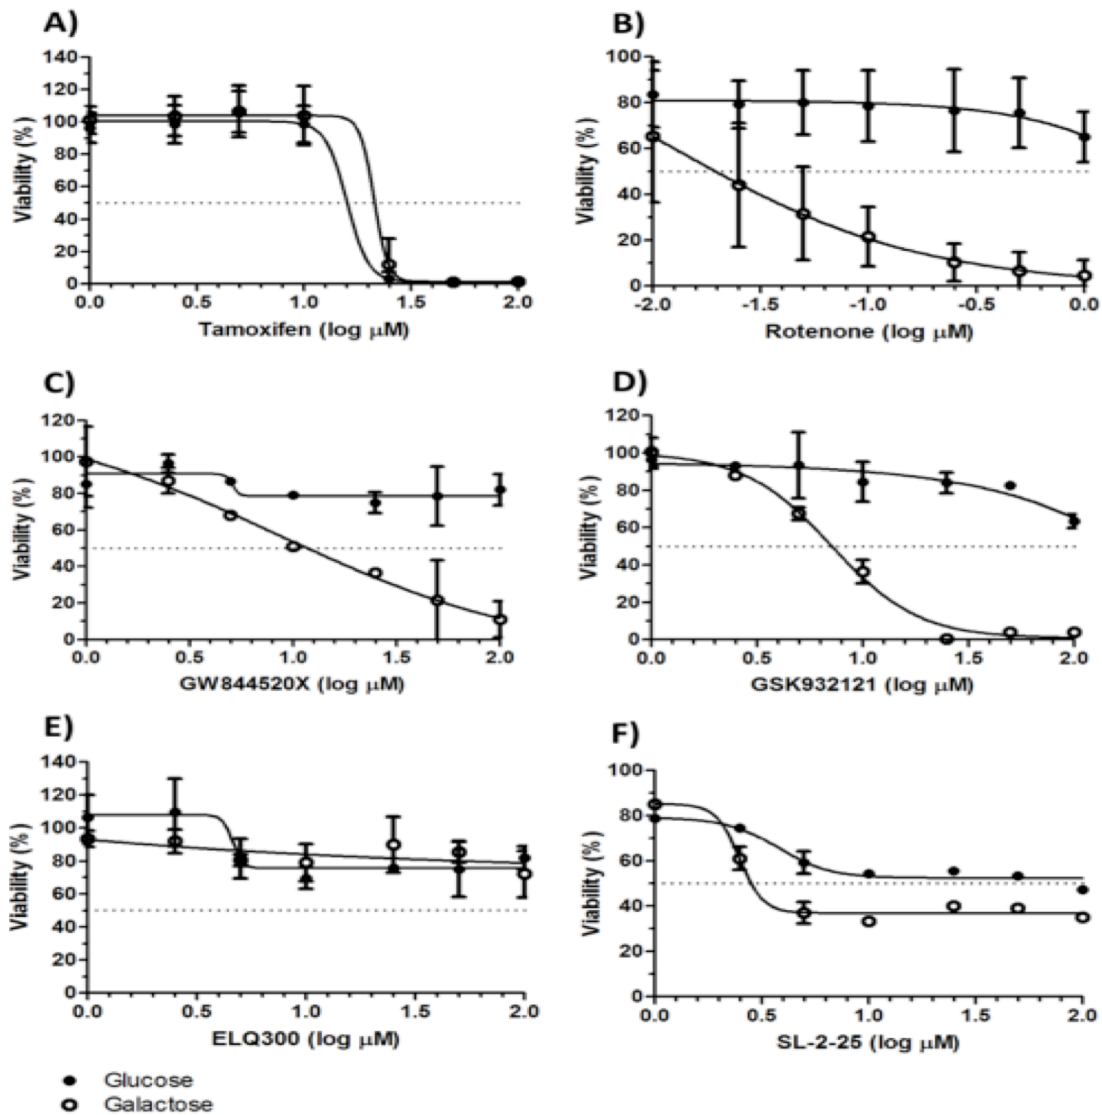 A)
140
120
100
80
60
40
20
0
Viability (%)
0.0 0.5 1.0 1.5 2.0
Tamoxifen (log µM)
B)
100
80
60
40
20
0
Viability (%)
-2.0 -1.5 -1.0 -0.5 0.0
Rotenone (log µM)
C)
120
100
80
60
40
20
0
Viability (%)
0.0 0.5 1.0 1.5 2.0
GW844520X (log µM)
D)
120
100
80
60
40
20
0
Viability (%)
0.0 0.5 1.0 1.5 2.0
GSK932121 (log µM)
E)
140
120
100
80
60
40
20
0
Viability (%)
0.0 0.5 1.0 1.5 2.0
ELQ300 (log µM)
F)
100
80
60
40
20
0
Viability (%)
0.0 0.5 1.0 1.5 2.0
SL-2-25 (log µM)
Glucose
Galactose